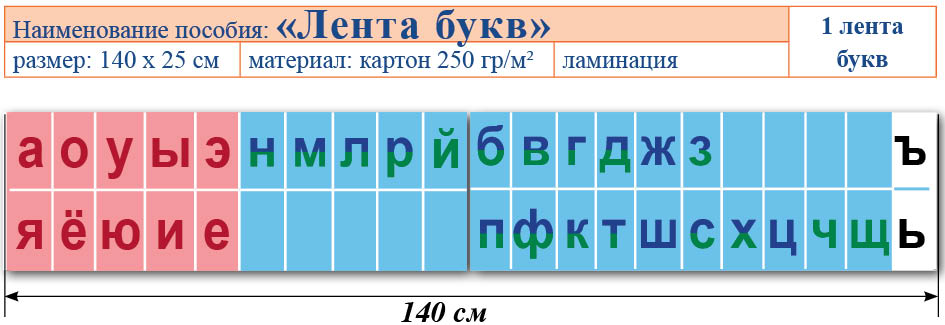 Наименование пособия: «Лента букв»
1 лента
букв
размер: 140 х 25 см
материал: картон 250 гр/м²
ламинация
а о у ы э н м л р й б в г д ж з ъ
я ё ю и е п ф к т ш с х ц ч щ ь
140 см